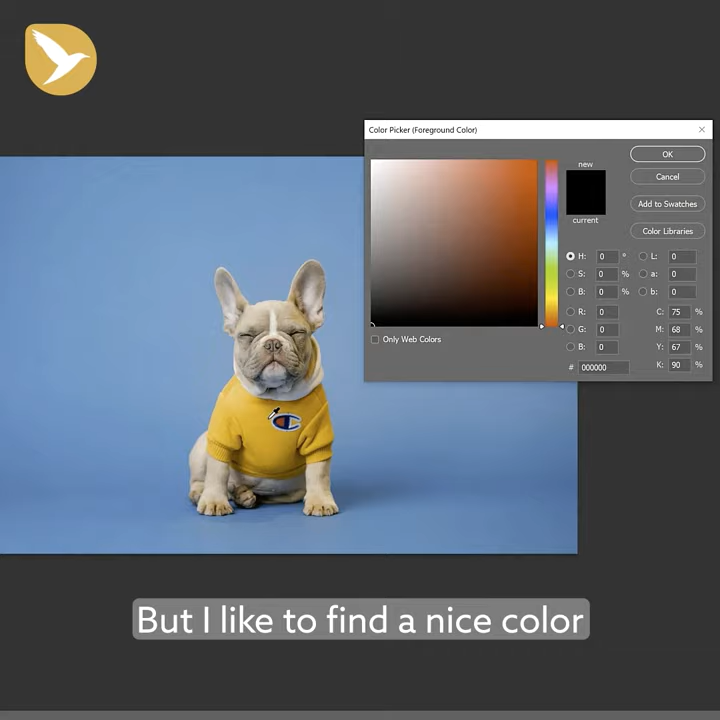 Color Picker (Foreground Color)
new
current
OK
Cancel
Add to Swatches
Color Libraries
H: 0 °
S: 0 %
B: 0 %
L: 0
a: 0
b: 0
R: 0
G: 0
B: 0
C: 75 %
M: 68 %
Y: 67 %
K: 90 %
# 000000
Only Web Colors
But I like to find a nice color